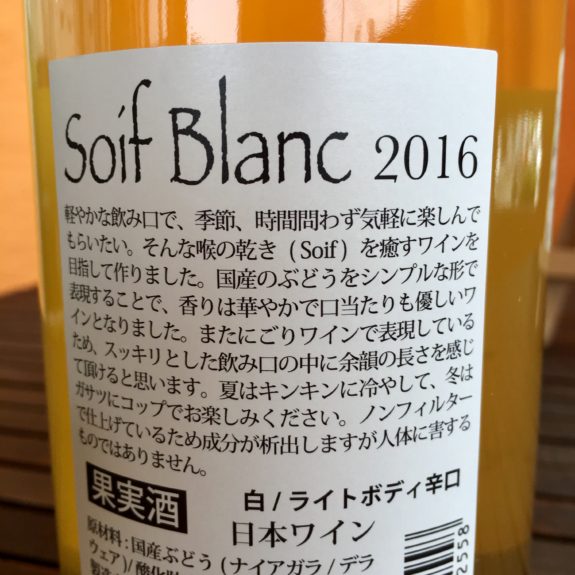 Soif Blanc 2016
軽やかな飲み口で、季節、時間問わず気軽に楽しんで
もらいたい。そんな喉の乾き（Soif）を癒すワインを
目指して作りました。国産のぶどうをシンプルな形で
表現することで、香りは華やかで口当たりも優しいワ
インとなりました。またにごりワインで表現している
ため、スッキリとした飲み口の中に余韻の長さを感じ
て頂けると思います。夏はキンキンに冷やして、冬は
ガサツにコップでお楽しみください。ノンフィルター
で仕上げているため成分が析出しますが人体に害する
ものではありません。
果実酒
白/ライトボディ辛口
日本ワイン
原材料：国産ぶどう（ナイアガラ/デラ
ウェア）/酸化
2558